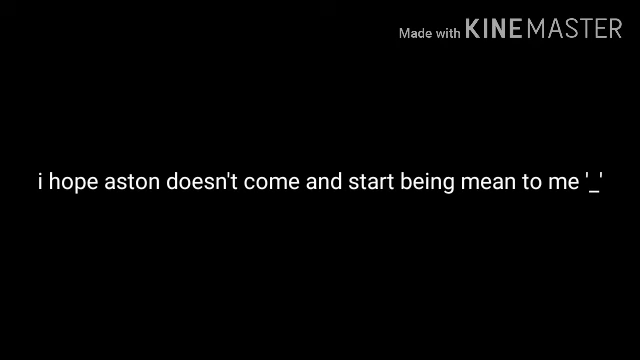 Made with KINEMASTER
i hope aston doesn't come and start being mean to me '_'